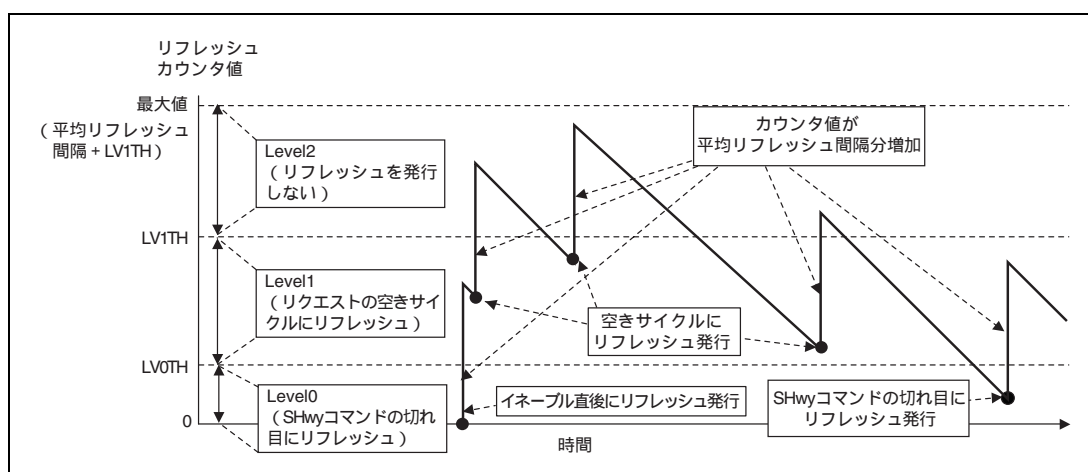 リフレッシュ
カウンタ値
最大値
（平均リフレッシュ
間隔 + LV1TH）
Level2
（リフレッシュを発行
しない）
カウンタ値が
平均リフレッシュ間隔分増加
LV1TH
Level1
（リクエストの空きサイ
クルにリフレッシュ）
空きサイクルに
リフレッシュ発行
LV0TH
Level0
（SHwyコマンドの切れ
目にリフレッシュ）
イネーブル直後にリフレッシュ発行
SHwyコマンドの切れ目に
リフレッシュ発行
0
時間